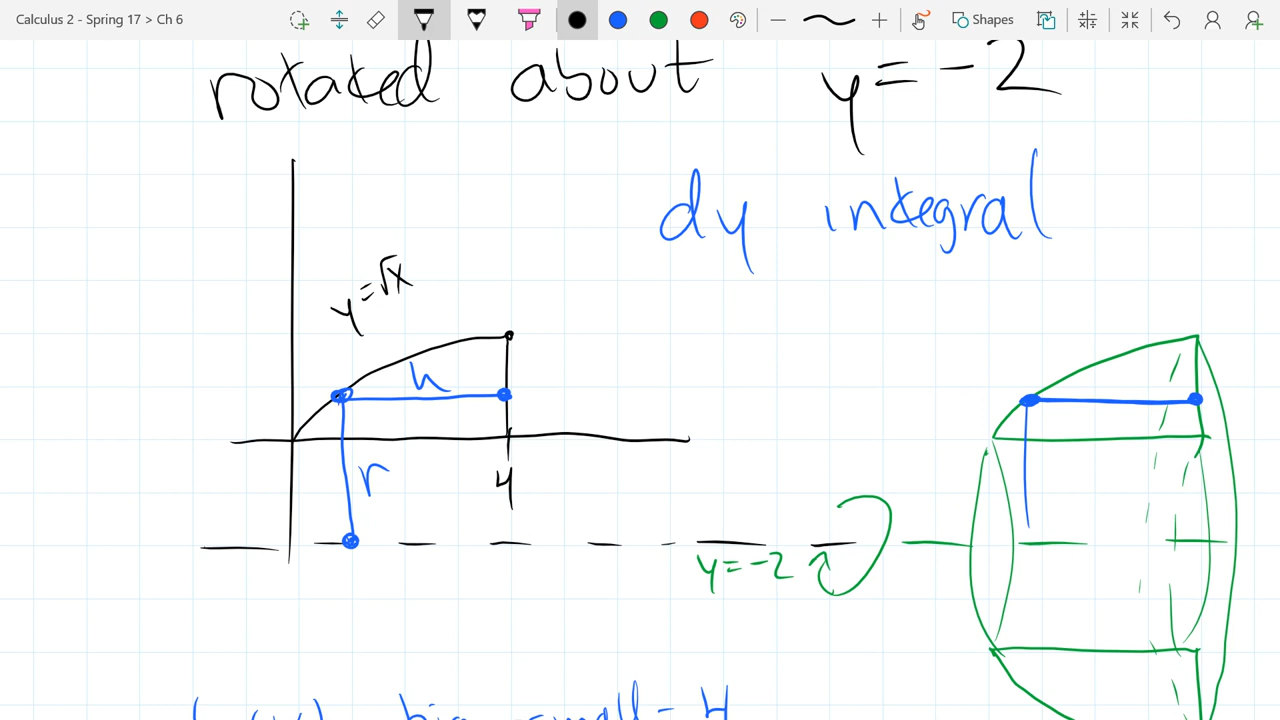 Calculus 2 - Spring 17 > Ch 6
Shapes
rotated about y = -2
dy integral
y = √x
h
r
4
y = -2